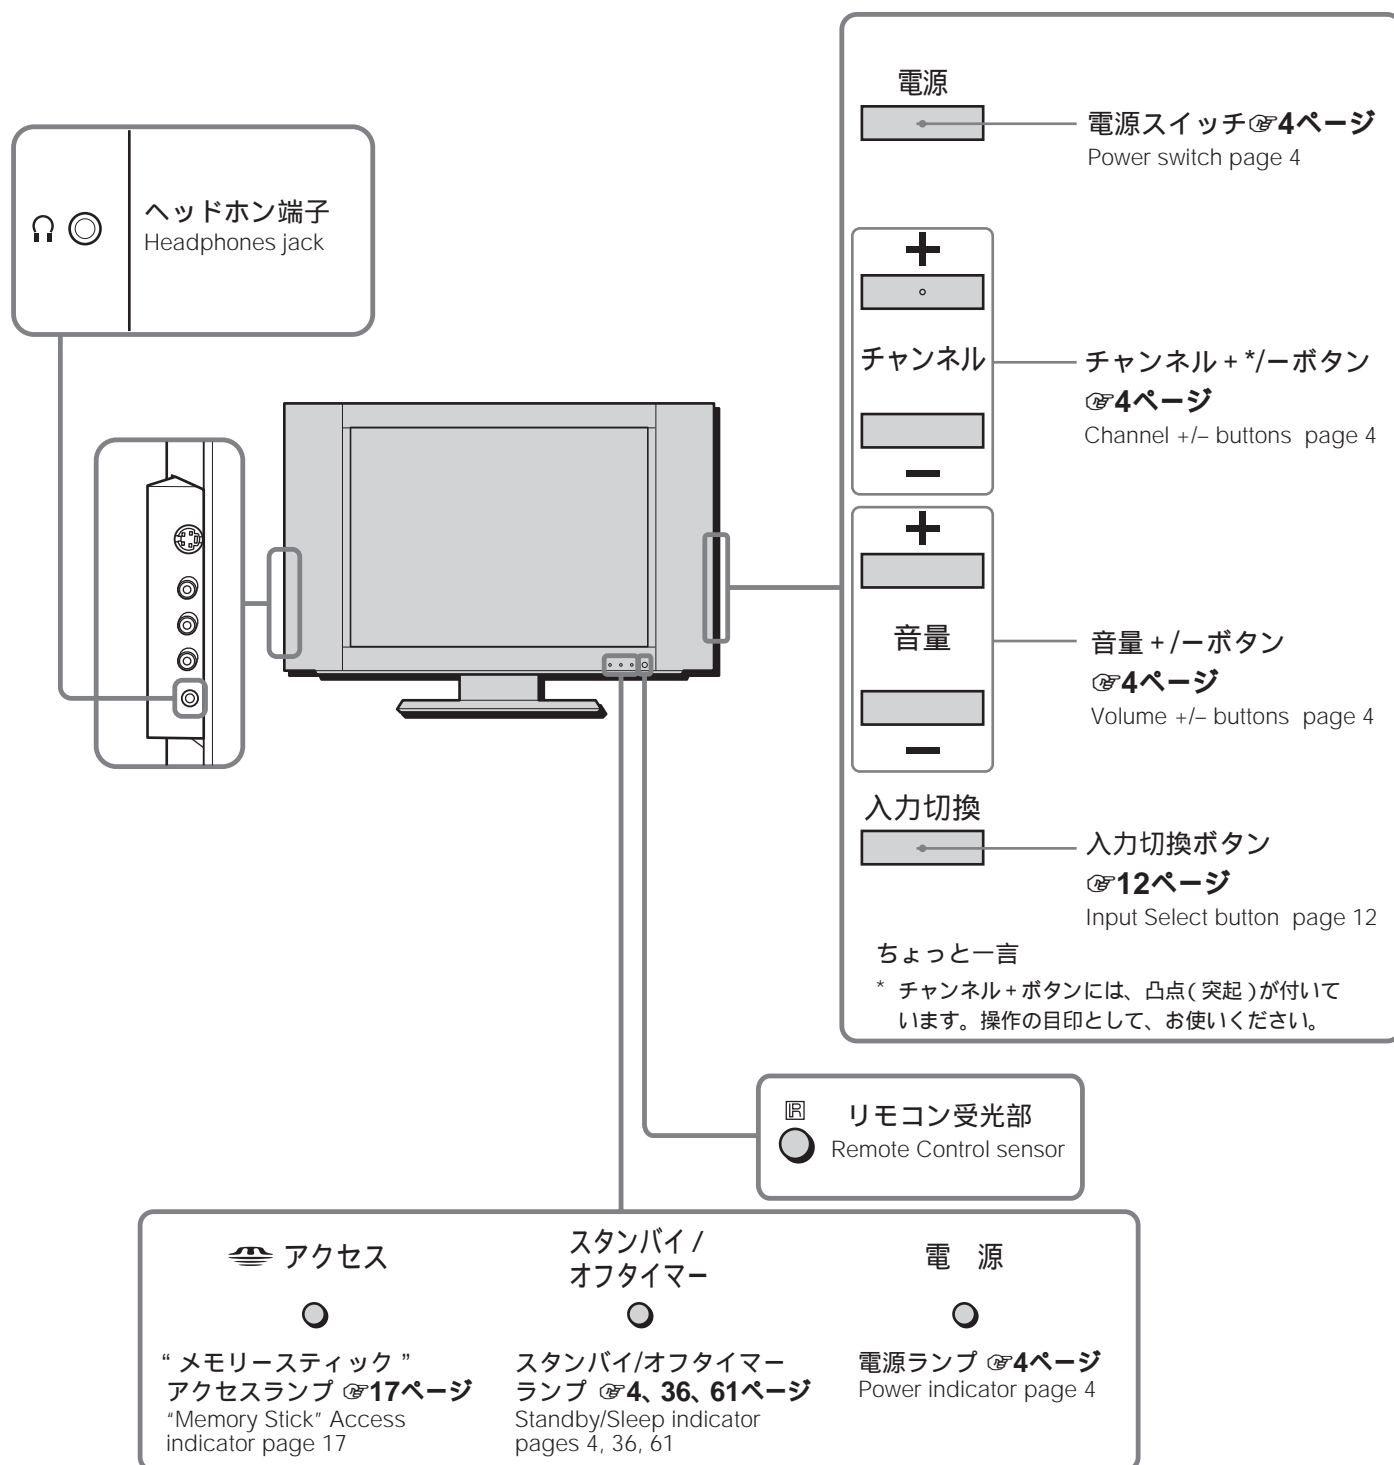 ヘッドホン端子
Headphones jack
電源
電源スイッチ☞4ページ
Power switch page 4
+
チャンネル
−
チャンネル + */−ボタン
☞4ページ
Channel +/– buttons page 4
+
音量
−
音量 + /−ボタン
☞4ページ
Volume +/– buttons page 4
入力切換
入力切換ボタン
☞12ページ
Input Select button page 12
ちょっと一言
* チャンネル + ボタンには、凸点( 突起 )が付いて
います。操作の目印として、お使いください。
R リモコン受光部
Remote Control sensor
アクセス
“ メモリースティック ”
アクセスランプ ☞17ページ
“Memory Stick” Access
indicator page 17
スタンバイ /
オフタイマー
スタンバイ/オフタイマー
ランプ ☞4、36、61ページ
Standby/Sleep indicator
pages 4, 36, 61
電 源
電源ランプ ☞4ページ
Power indicator page 4